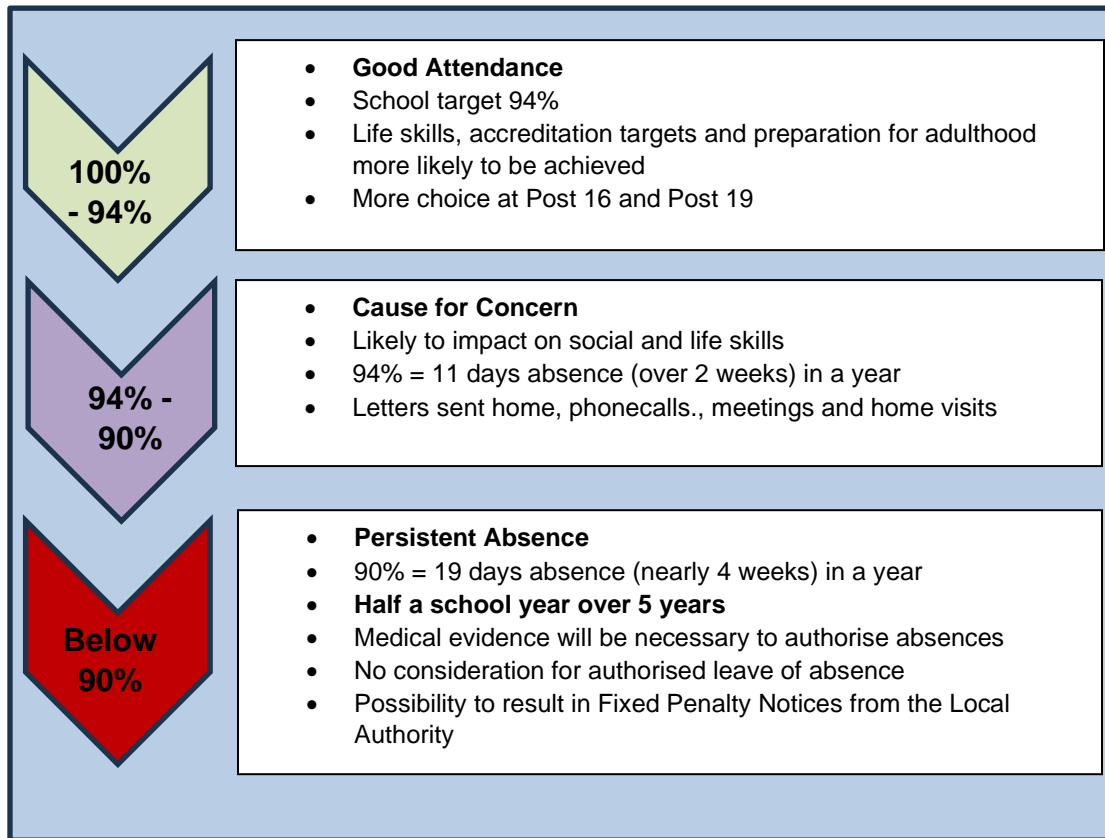 100%
- 94%
• Good Attendance
• School target 94%
• Life skills, accreditation targets and preparation for adulthood
more likely to be achieved
• More choice at Post 16 and Post 19
94% -
90%
• Cause for Concern
• Likely to impact on social and life skills
• 94% = 11 days absence (over 2 weeks) in a year
• Letters sent home, phonecalls., meetings and home visits
Below
90%
• Persistent Absence
• 90% = 19 days absence (nearly 4 weeks) in a year
• Half a school year over 5 years
• Medical evidence will be necessary to authorise absences
• No consideration for authorised leave of absence
• Possibility to result in Fixed Penalty Notices from the Local
Authority